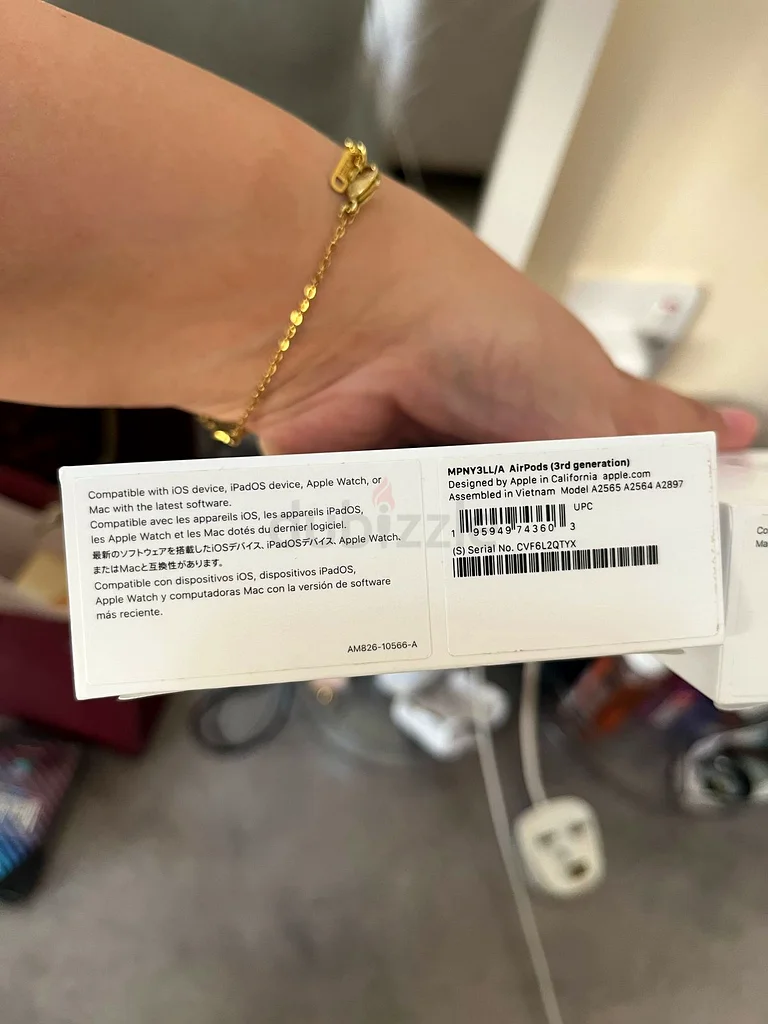 Compatible with iOS device, iPadOS device, Apple Watch, or
Mac with the latest software.
Compatible avec les appareils iOS, les appareils iPadOS,
les Apple Watch et les Mac dotés du dernier logiciel.
最新のソフトウェアを搭載したiOSデバイス、iPadOSデバイス、Apple Watch、
またはMacと互換性があります。
Compatible con dispositivos iOS, dispositivos iPadOS,
Apple Watch y computadoras Mac con la versión de software
más reciente.
AM826-10566-A
MPNY3LL/A AirPods (3rd generation)
Designed by Apple in California apple.com
Assembled in Vietnam Model A2565 A2564 A2897
UPC
1 95949 74360 3
(S) Serial No. CVF6L2QTYX
dubizzle
Co
Ma